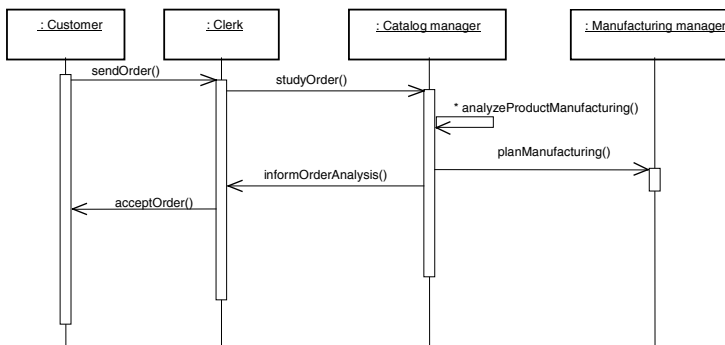 : Customer
: Clerk
: Catalog manager
: Manufacturing manager
sendOrder()
studyOrder()
* analyzeProductManufacturing()
planManufacturing()
informOrderAnalysis()
acceptOrder()